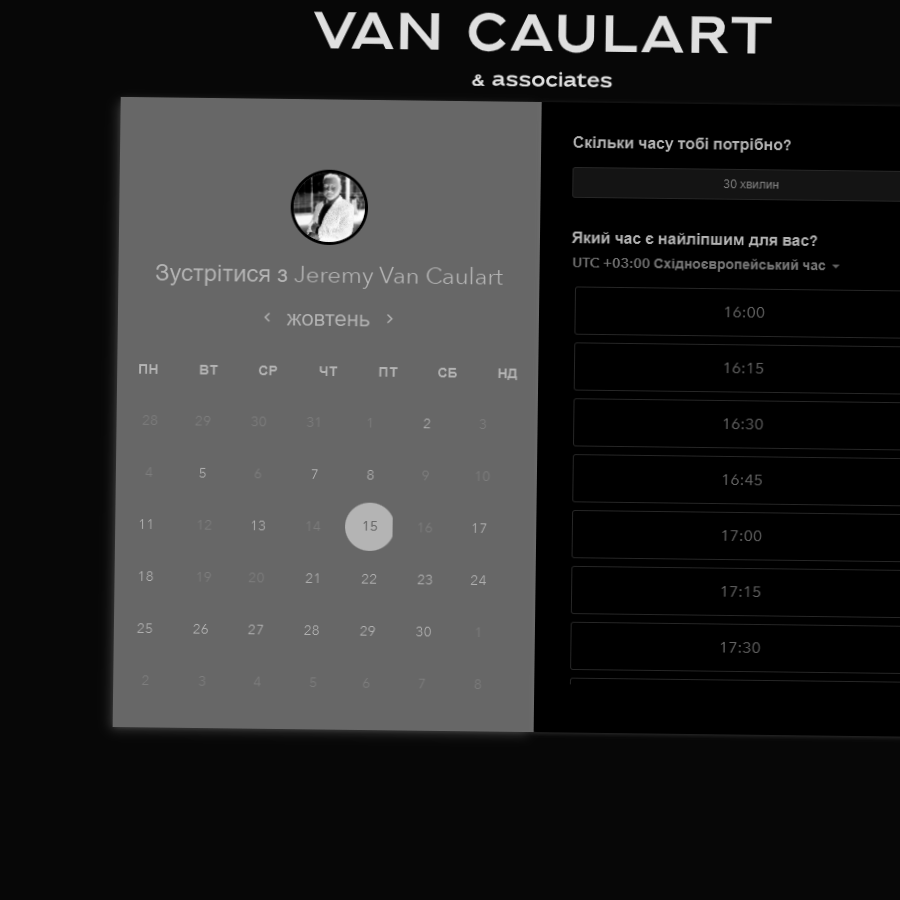 VAN CAULART
& associates
Зустрітися з Jeremy Van Caulart
‹ жовтень ›
ПН ВТ СР ЧТ ПТ СБ НД
28 29 30 31 1 2 3
4 5 6 7 8 9 10
11 12 13 14 15 16 17
18 19 20 21 22 23 24
25 26 27 28 29 30 1
2 3 4 5 6 7 8
Скільки часу тобі потрібно?
30 хвилин
Який час є найліпшим для вас?
UTC +03:00 Східноєвропейський час
16:00
16:15
16:30
16:45
17:00
17:15
17:30